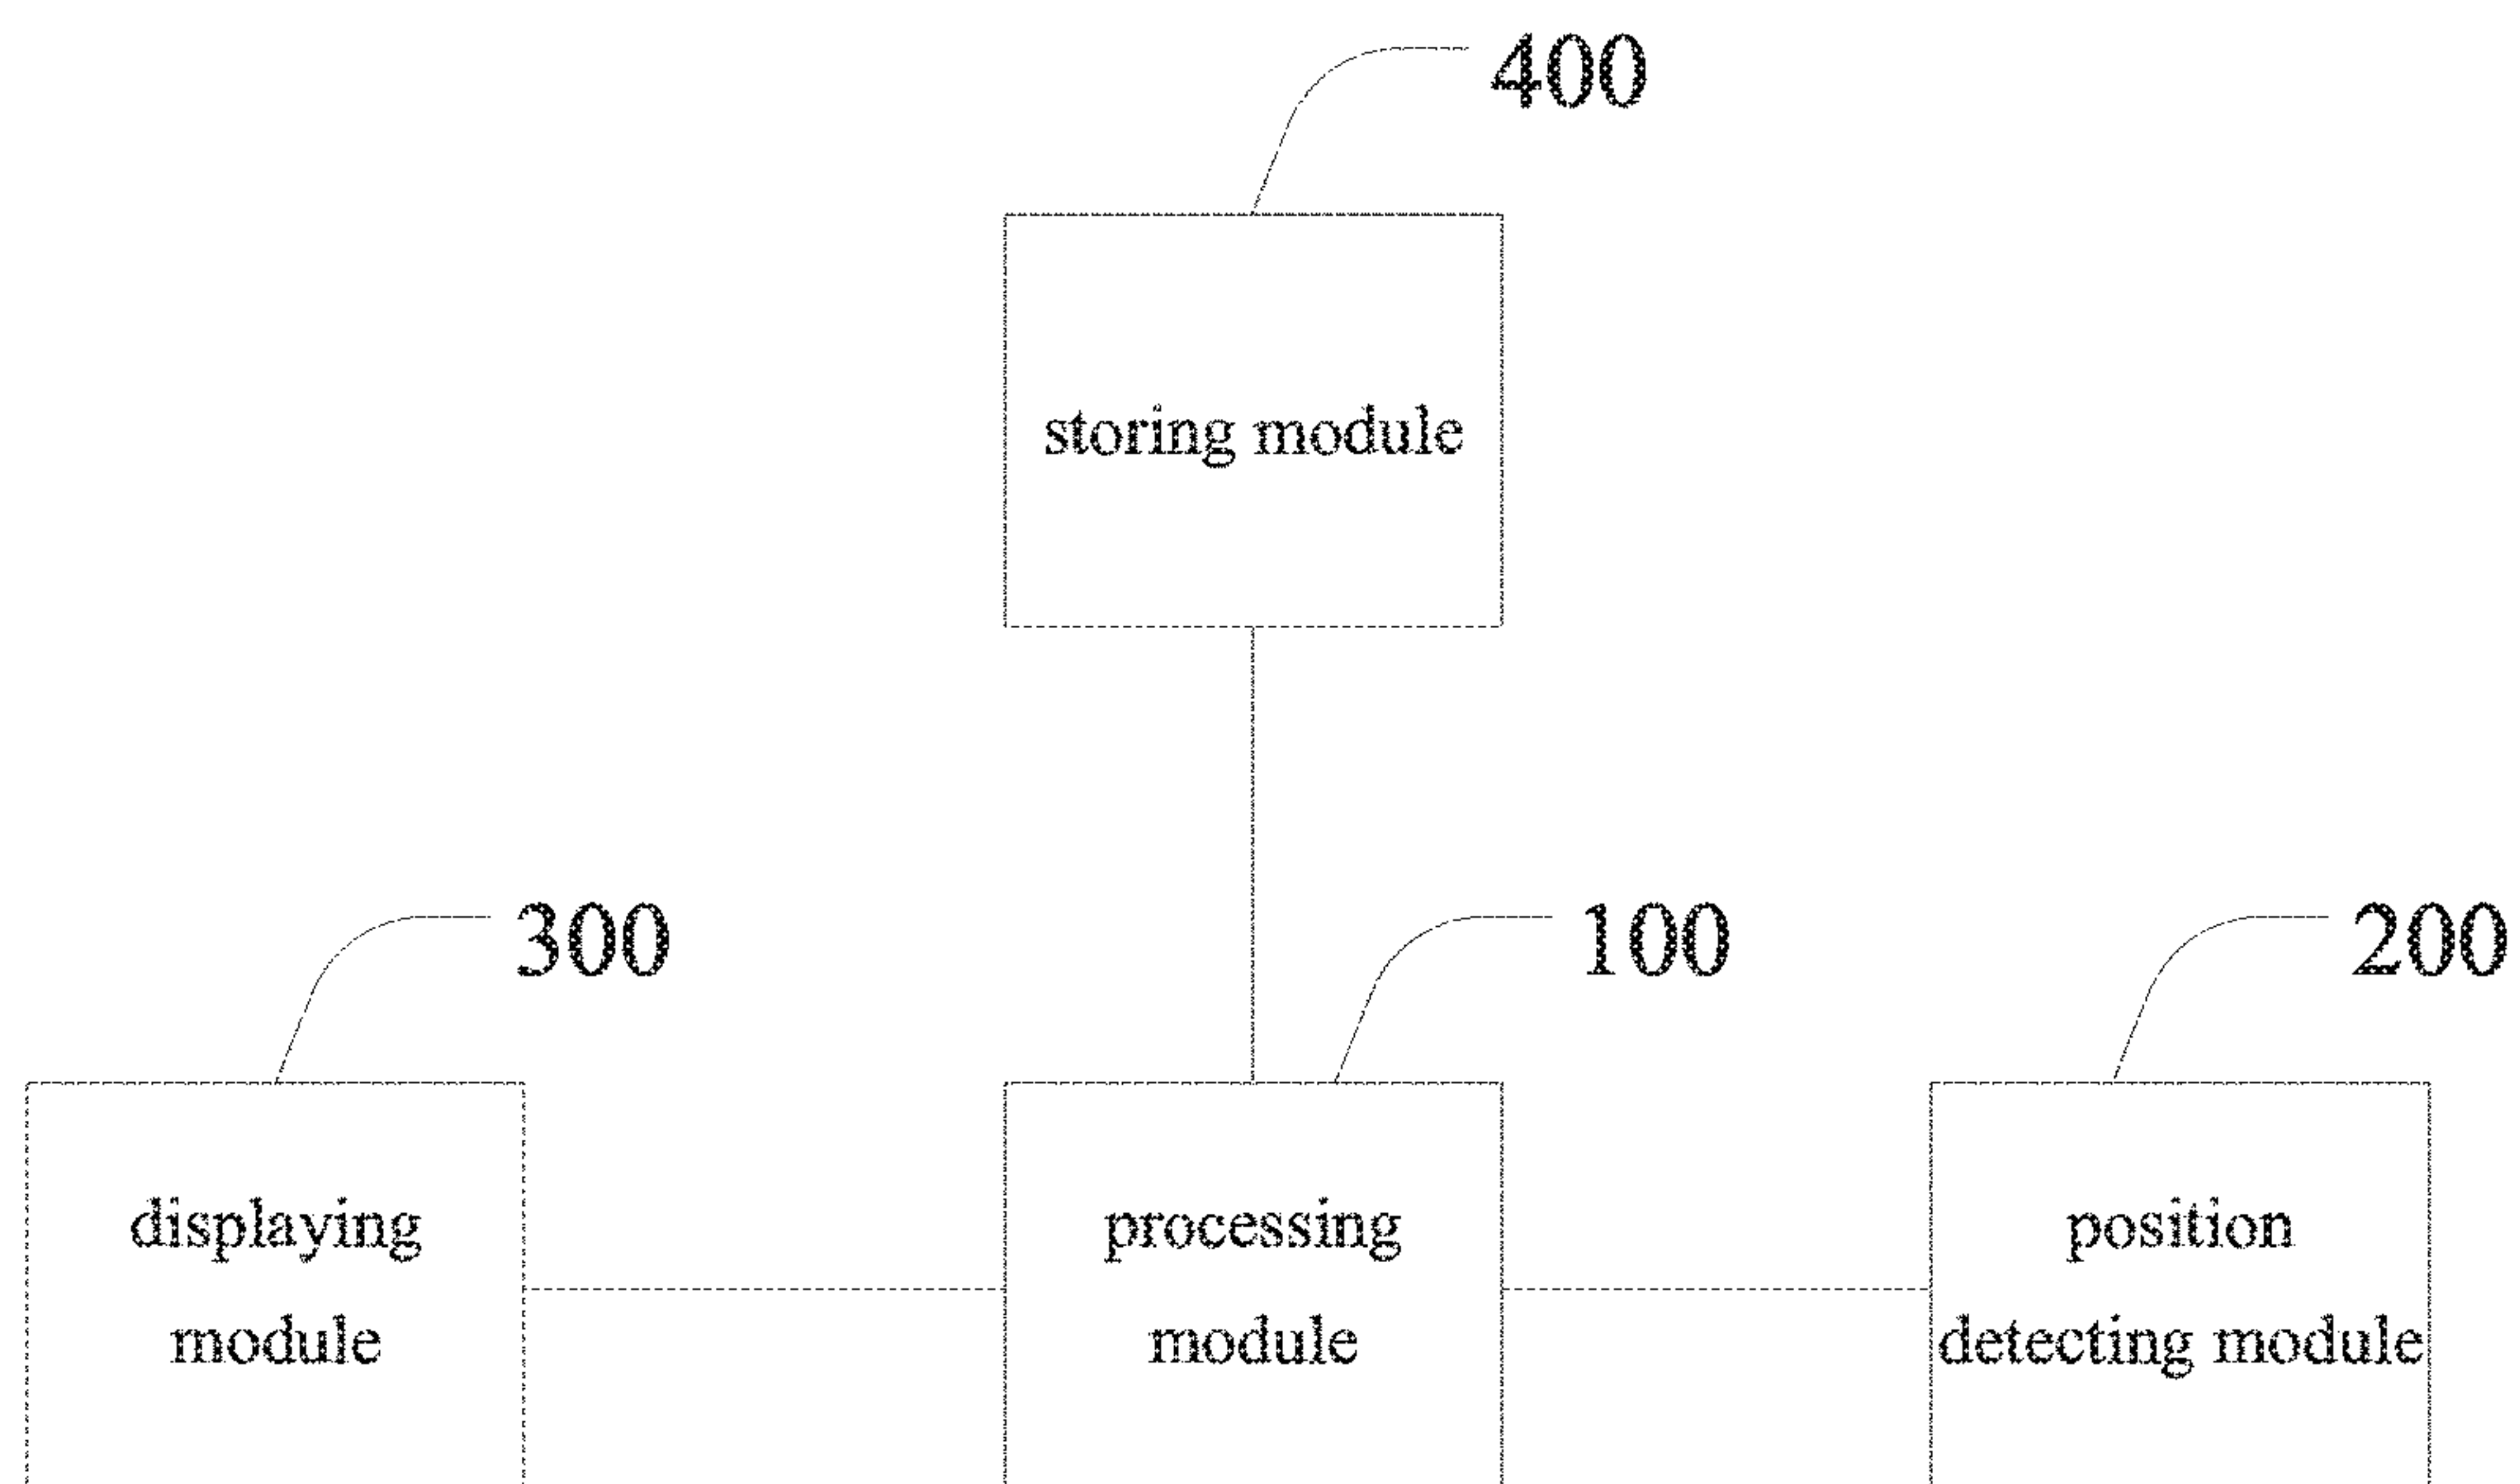 400
storing module
300
100
200
displaying
module
processing
module
position
detecting module